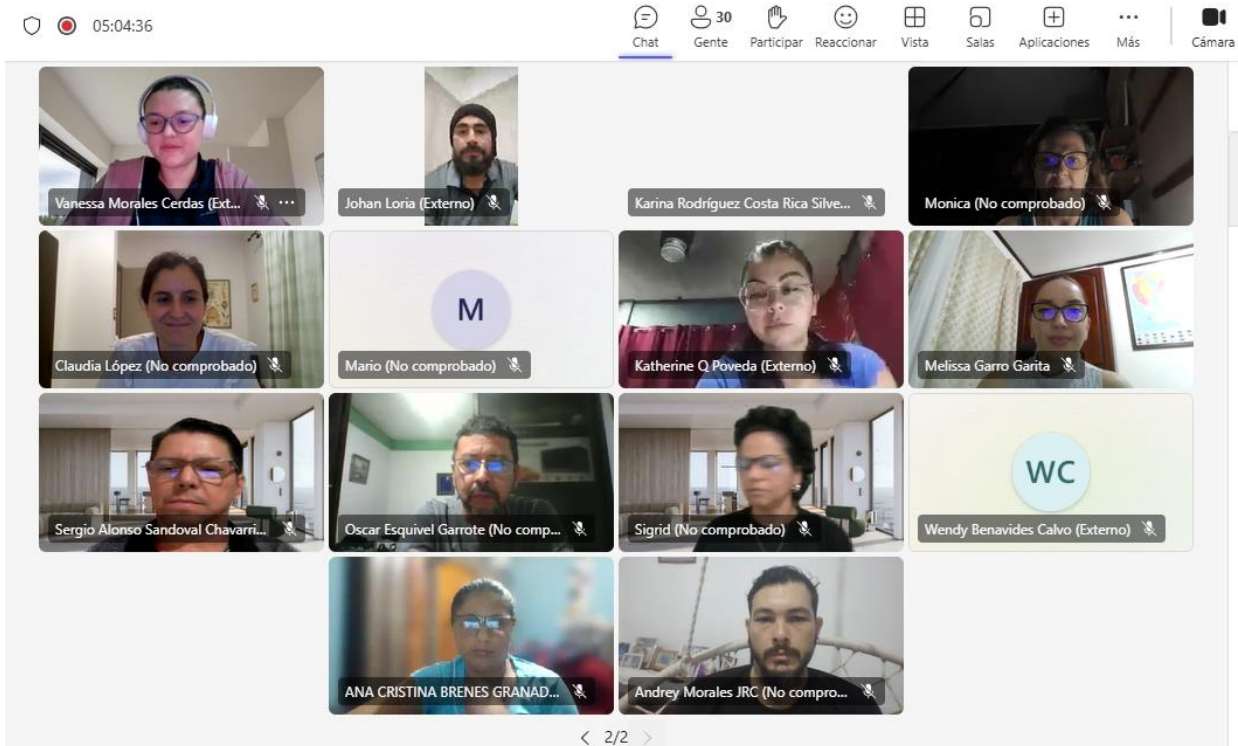 05:04:36
30
Chat Gente Participar Reaccionar Vista Salas Aplicaciones Más Cámara
Vanessa Morales Cerdas (Ext...
Johan Loria (Externo)
Karina Rodríguez Costa Rica Silve...
Monica (No comprobado)
Claudia López (No comprobado)
M
Mario (No comprobado)
Katherine Q Poveda (Externo)
Melissa Garro Garita
Sergio Alonso Sandoval Chavarri...
Oscar Esquivel Garrote (No comp...
Sigrid (No comprobado)
WC
Wendy Benavides Calvo (Externo)
ANA CRISTINA BRENES GRANAD...
Andrey Morales JRC (No compro...
2/2